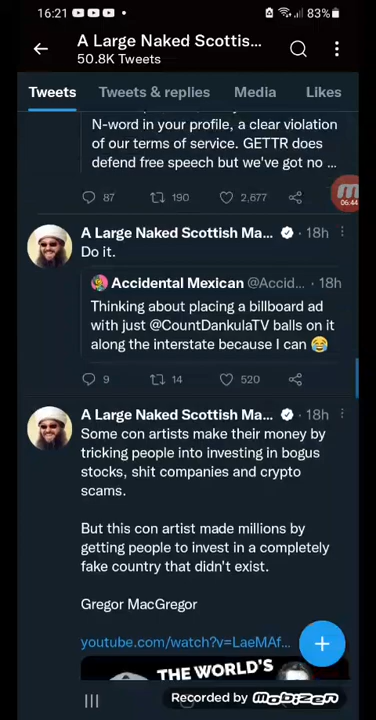 16:21
83%
A Large Naked Scottis...
50.8K Tweets
Tweets
Tweets & replies
Media
Likes
N-word in your profile, a clear violation
of our terms of service. GETTR does
defend free speech but we've got no ...
87
190
2,677
06:44
A Large Naked Scottish Ma... · 18h
Do it.
Accidental Mexican @Accid... · 18h
Thinking about placing a billboard ad
with just @CountDankulaTV balls on it
along the interstate because I can 😂
9
14
520
A Large Naked Scottish Ma... · 18h
Some con artists make their money by
tricking people into investing in bogus
stocks, shit companies and crypto
scams.
But this con artist made millions by
getting people to invest in a completely
fake country that didn't exist.
Gregor MacGregor
youtube.com/watch?v=LaeMAf...
THE WORLD'S
Recorded by mobizen